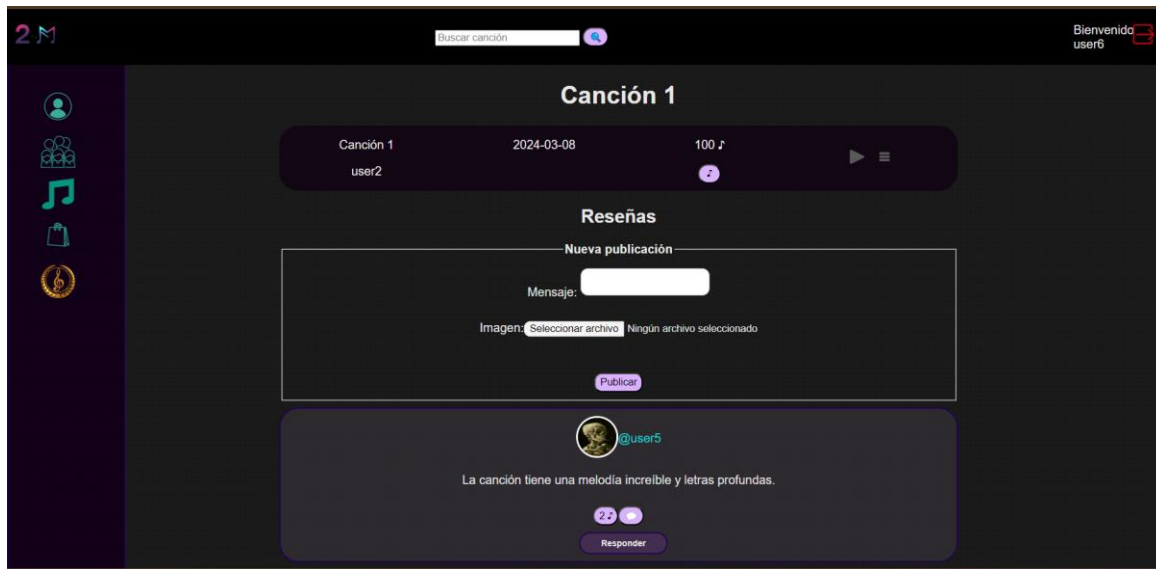 2M
Buscar canción
Bienvenido
user6
Canción 1
Canción 1 2024-03-08 100 ♪
user2 ♪
Reseñas
Nueva publicación
Mensaje:
Imagen: Seleccionar archivo Ningún archivo seleccionado
Publicar
@user5
La canción tiene una melodía increíble y letras profundas.
2 ♪
Responder